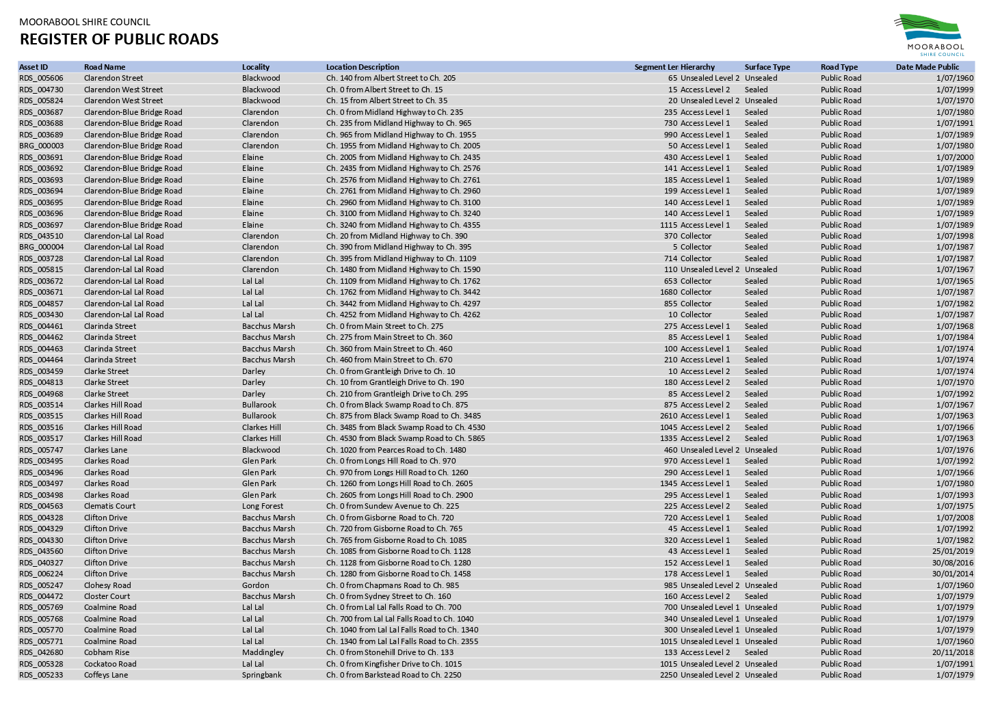 MOORABOOL SHIRE COUNCIL
REGISTER OF PUBLIC ROADS
MOORABOOL
SHIRE COUNCIL
Asset ID Road Name Locality Location Description Segment Len Hierarchy Surface Type Road Type Date Made Public
RDS_005606 Clarendon Street Blackwood Ch. 140 from Albert Street to Ch. 205 65 Unsealed Level 2 Unsealed Public Road 1/07/1960
RDS_004730 Clarendon West Street Blackwood Ch. 0 from Albert Street to Ch. 15 15 Access Level 2 Sealed Public Road 1/07/1999
RDS_005824 Clarendon West Street Blackwood Ch. 15 from Albert Street to Ch. 35 20 Unsealed Level 2 Unsealed Public Road 1/07/1970
RDS_003687 Clarendon-Blue Bridge Road Clarendon Ch. 0 from Midland Highway to Ch. 235 235 Access Level 1 Sealed Public Road 1/07/1980
RDS_003688 Clarendon-Blue Bridge Road Clarendon Ch. 235 from Midland Highway to Ch. 965 730 Access Level 1 Sealed Public Road 1/07/1991
RDS_003689 Clarendon-Blue Bridge Road Clarendon Ch. 965 from Midland Highway to Ch. 1955 990 Access Level 1 Sealed Public Road 1/07/1989
BRG_000003 Clarendon-Blue Bridge Road Clarendon Ch. 1955 from Midland Highway to Ch. 2005 50 Access Level 1 Sealed Public Road 1/07/1980
RDS_003691 Clarendon-Blue Bridge Road Elaine Ch. 2005 from Midland Highway to Ch. 2435 430 Access Level 1 Sealed Public Road 1/07/2000
RDS_003692 Clarendon-Blue Bridge Road Elaine Ch. 2435 from Midland Highway to Ch. 2576 141 Access Level 1 Sealed Public Road 1/07/1989
RDS_003693 Clarendon-Blue Bridge Road Elaine Ch. 2576 from Midland Highway to Ch. 2761 185 Access Level 1 Sealed Public Road 1/07/1989
RDS_003694 Clarendon-Blue Bridge Road Elaine Ch. 2761 from Midland Highway to Ch. 2960 199 Access Level 1 Sealed Public Road 1/07/1989
RDS_003695 Clarendon-Blue Bridge Road Elaine Ch. 2960 from Midland Highway to Ch. 3100 140 Access Level 1 Sealed Public Road 1/07/1989
RDS_003696 Clarendon-Blue Bridge Road Elaine Ch. 3100 from Midland Highway to Ch. 3240 140 Access Level 1 Sealed Public Road 1/07/1989
RDS_003697 Clarendon-Blue Bridge Road Elaine Ch. 3240 from Midland Highway to Ch. 4355 1115 Access Level 1 Sealed Public Road 1/07/1989
RDS_043510 Clarendon-Lal Lal Road Clarendon Ch. 20 from Midland Highway to Ch. 390 370 Collector Sealed Public Road 1/07/1998
BRG_000004 Clarendon-Lal Lal Road Clarendon Ch. 390 from Midland Highway to Ch. 395 5 Collector Sealed Public Road 1/07/1987
RDS_003728 Clarendon-Lal Lal Road Clarendon Ch. 395 from Midland Highway to Ch. 1109 714 Collector Sealed Public Road 1/07/1987
RDS_005815 Clarendon-Lal Lal Road Clarendon Ch. 1480 from Midland Highway to Ch. 1590 110 Unsealed Level 2 Unsealed Public Road 1/07/1967
RDS_003672 Clarendon-Lal Lal Road Lal Lal Ch. 1109 from Midland Highway to Ch. 1762 653 Collector Sealed Public Road 1/07/1965
RDS_003671 Clarendon-Lal Lal Road Lal Lal Ch. 1762 from Midland Highway to Ch. 3442 1680 Collector Sealed Public Road 1/07/1987
RDS_004857 Clarendon-Lal Lal Road Lal Lal Ch. 3442 from Midland Highway to Ch. 4297 855 Collector Sealed Public Road 1/07/1982
RDS_003430 Clarendon-Lal Lal Road Lal Lal Ch. 4252 from Midland Highway to Ch. 4262 10 Collector Sealed Public Road 1/07/1987
RDS_004461 Clarinda Street Bacchus Marsh Ch. 0 from Main Street to Ch. 275 275 Access Level 1 Sealed Public Road 1/07/1968
RDS_004462 Clarinda Street Bacchus Marsh Ch. 275 from Main Street to Ch. 360 85 Access Level 1 Sealed Public Road 1/07/1984
RDS_004463 Clarinda Street Bacchus Marsh Ch. 360 from Main Street to Ch. 460 100 Access Level 1 Sealed Public Road 1/07/1974
RDS_004464 Clarinda Street Bacchus Marsh Ch. 460 from Main Street to Ch. 670 210 Access Level 1 Sealed Public Road 1/07/1974
RDS_003459 Clarke Street Darley Ch. 0 from Grantleigh Drive to Ch. 10 10 Access Level 2 Sealed Public Road 1/07/1974
RDS_004813 Clarke Street Darley Ch. 10 from Grantleigh Drive to Ch. 190 180 Access Level 2 Sealed Public Road 1/07/1970
RDS_004968 Clarke Street Darley Ch. 210 from Grantleigh Drive to Ch. 295 85 Access Level 2 Sealed Public Road 1/07/1992
RDS_003514 Clarkes Hill Road Bullarook Ch. 0 from Black Swamp Road to Ch. 875 875 Access Level 2 Sealed Public Road 1/07/1967
RDS_003515 Clarkes Hill Road Bullarook Ch. 875 from Black Swamp Road to Ch. 3485 2610 Access Level 1 Sealed Public Road 1/07/1963
RDS_003516 Clarkes Hill Road Clarkes Hill Ch. 3485 from Black Swamp Road to Ch. 4530 1045 Access Level 2 Sealed Public Road 1/07/1966
RDS_003517 Clarkes Hill Road Clarkes Hill Ch. 4530 from Black Swamp Road to Ch. 5865 1335 Access Level 2 Sealed Public Road 1/07/1963
RDS_005747 Clarkes Lane Blackwood Ch. 1020 from Pearces Road to Ch. 1480 460 Unsealed Level 2 Unsealed Public Road 1/07/1976
RDS_003495 Clarkes Road Glen Park Ch. 0 from Longs Hill Road to Ch. 970 970 Access Level 1 Sealed Public Road 1/07/1992
RDS_003496 Clarkes Road Glen Park Ch. 970 from Longs Hill Road to Ch. 1260 290 Access Level 1 Sealed Public Road 1/07/1966
RDS_003497 Clarkes Road Glen Park Ch. 1260 from Longs Hill Road to Ch. 2605 1345 Access Level 1 Sealed Public Road 1/07/1980
RDS_003498 Clarkes Road Glen Park Ch. 2605 from Longs Hill Road to Ch. 2900 295 Access Level 1 Sealed Public Road 1/07/1993
RDS_004563 Clematis Court Long Forest Ch. 0 from Sundew Avenue to Ch. 225 225 Access Level 2 Sealed Public Road 1/07/1975
RDS_004328 Clifton Drive Bacchus Marsh Ch. 0 from Gisborne Road to Ch. 720 720 Access Level 1 Sealed Public Road 1/07/2008
RDS_004329 Clifton Drive Bacchus Marsh Ch. 720 from Gisborne Road to Ch. 765 45 Access Level 1 Sealed Public Road 1/07/1992
RDS_004330 Clifton Drive Bacchus Marsh Ch. 765 from Gisborne Road to Ch. 1085 320 Access Level 1 Sealed Public Road 1/07/1982
RDS_043560 Clifton Drive Bacchus Marsh Ch. 1085 from Gisborne Road to Ch. 1128 43 Access Level 1 Sealed Public Road 25/01/2019
RDS_040327 Clifton Drive Bacchus Marsh Ch. 1128 from Gisborne Road to Ch. 1280 152 Access Level 1 Sealed Public Road 30/08/2016
RDS_006224 Clifton Drive Bacchus Marsh Ch. 1280 from Gisborne Road to Ch. 1458 178 Access Level 1 Sealed Public Road 30/01/2014
RDS_005247 Clohesy Road Gordon Ch. 0 from Chapmans Road to Ch. 985 985 Unsealed Level 2 Unsealed Public Road 1/07/1960
RDS_004472 Closter Court Bacchus Marsh Ch. 0 from Sydney Street to Ch. 160 160 Access Level 2 Sealed Public Road 1/07/1979
RDS_005769 Coalmine Road Lal Lal Ch. 0 from Lal Lal Falls Road to Ch. 700 700 Unsealed Level 1 Unsealed Public Road 1/07/1979
RDS_005768 Coalmine Road Lal Lal Ch. 700 from Lal Lal Falls Road to Ch. 1040 340 Unsealed Level 1 Unsealed Public Road 1/07/1979
RDS_005770 Coalmine Road Lal Lal Ch. 1040 from Lal Lal Falls Road to Ch. 1340 300 Unsealed Level 1 Unsealed Public Road 1/07/1979
RDS_005771 Coalmine Road Lal Lal Ch. 1340 from Lal Lal Falls Road to Ch. 2355 1015 Unsealed Level 1 Unsealed Public Road 1/07/1960
RDS_042680 Cobham Rise Maddingley Ch. 0 from Stonehill Drive to Ch. 133 133 Access Level 2 Sealed Public Road 20/11/2018
RDS_005328 Cockatoo Road Lal Lal Ch. 0 from Kingfisher Drive to Ch. 1015 1015 Unsealed Level 2 Unsealed Public Road 1/07/1991
RDS_005233 Coffeys Lane Springbank Ch. 0 from Barkstead Road to Ch. 2250 2250 Unsealed Level 2 Unsealed Public Road 1/07/1979